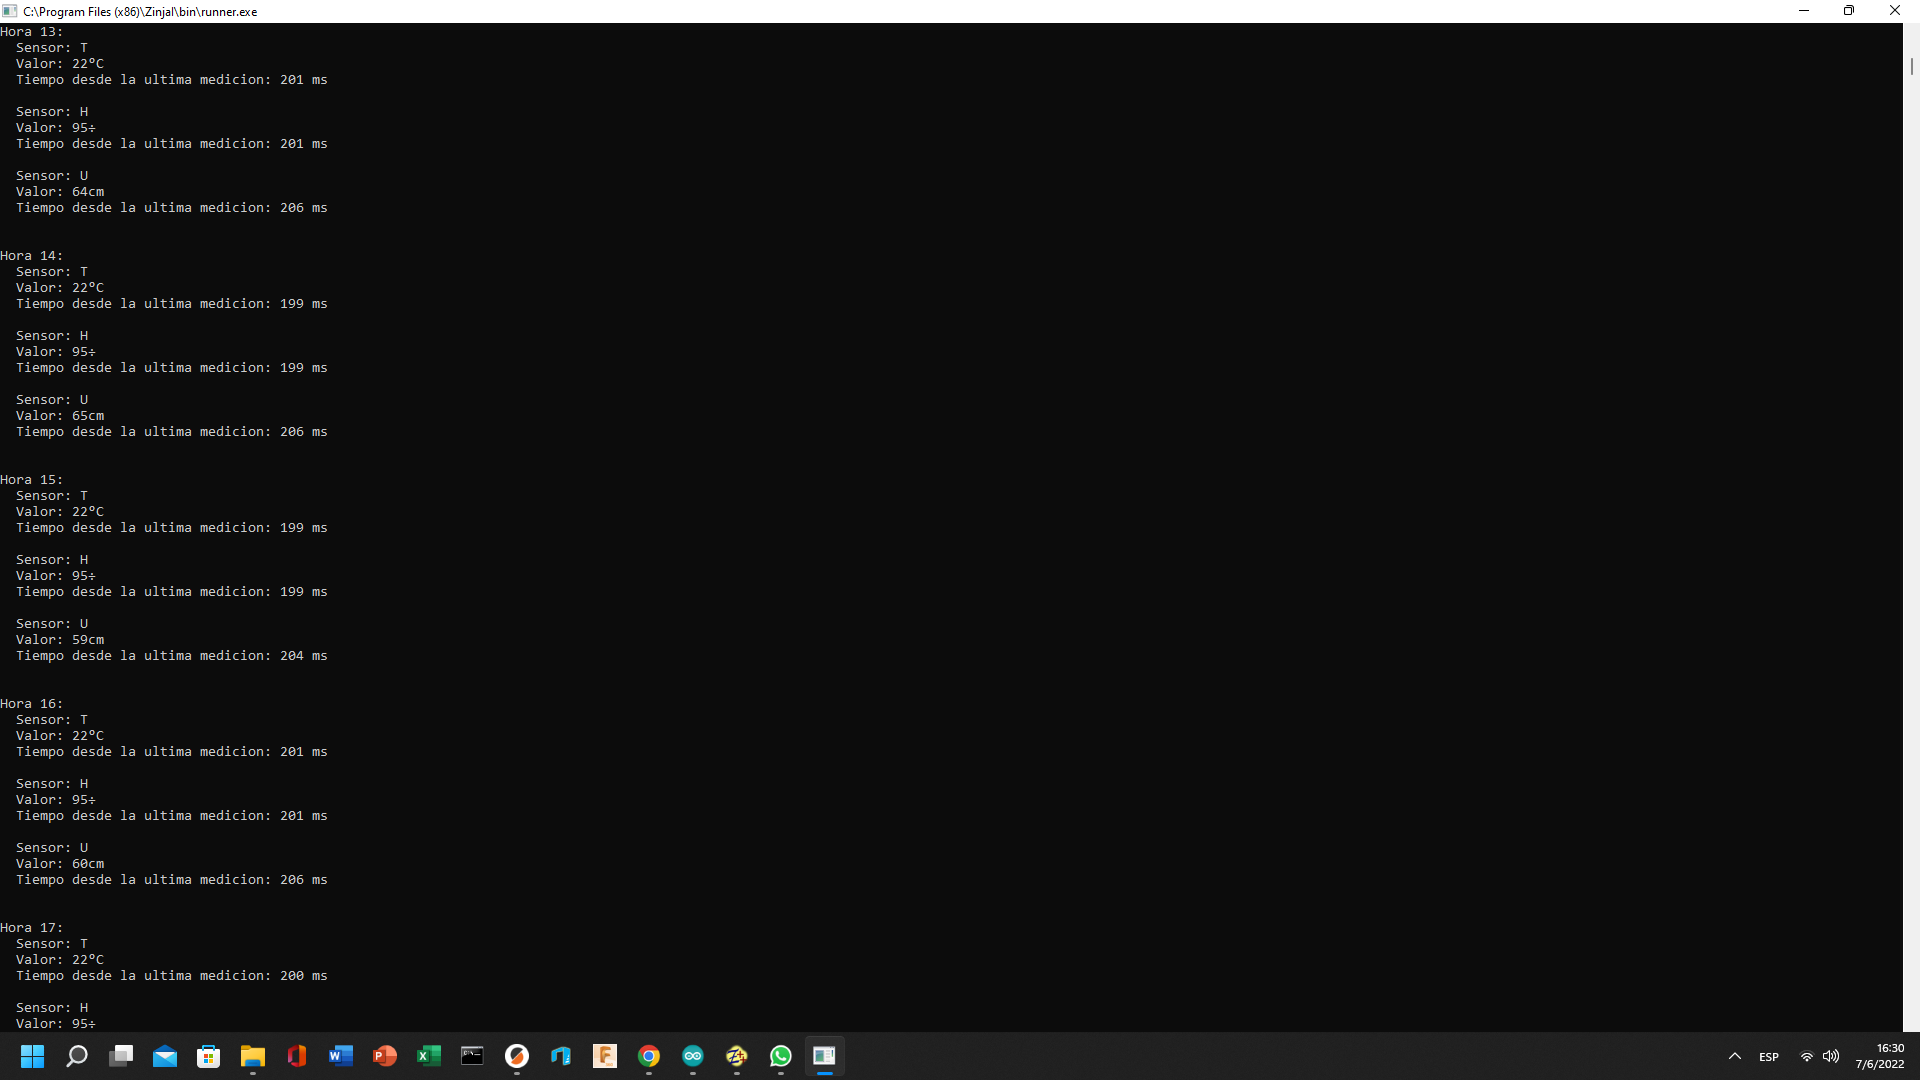 C:\Program Files (x86)\Zinjal\bin\runner.exe
Hora 13:
Sensor: T
Valor: 22ºC
Tiempo desde la ultima medicion: 201 ms
Sensor: H
Valor: 95÷
Tiempo desde la ultima medicion: 201 ms
Sensor: U
Valor: 64cm
Tiempo desde la ultima medicion: 206 ms
Hora 14:
Sensor: T
Valor: 22ºC
Tiempo desde la ultima medicion: 199 ms
Sensor: H
Valor: 95÷
Tiempo desde la ultima medicion: 199 ms
Sensor: U
Valor: 65cm
Tiempo desde la ultima medicion: 206 ms
Hora 15:
Sensor: T
Valor: 22ºC
Tiempo desde la ultima medicion: 199 ms
Sensor: H
Valor: 95÷
Tiempo desde la ultima medicion: 199 ms
Sensor: U
Valor: 59cm
Tiempo desde la ultima medicion: 204 ms
Hora 16:
Sensor: T
Valor: 22ºC
Tiempo desde la ultima medicion: 201 ms
Sensor: H
Valor: 95÷
Tiempo desde la ultima medicion: 201 ms
Sensor: U
Valor: 60cm
Tiempo desde la ultima medicion: 206 ms
Hora 17:
Sensor: T
Valor: 22ºC
Tiempo desde la ultima medicion: 200 ms
Sensor: H
Valor: 95÷
ESP
16:30
7/6/2022